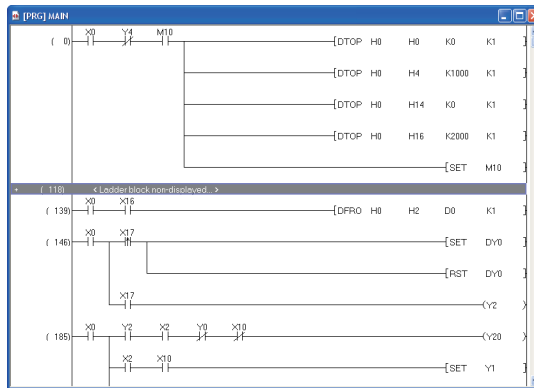 [PRG] MAIN
X0 Y4 M10
( 0) [DTOP H0 H0 K0 K1 ]
[DTOP H0 H4 K1000 K1 ]
[DTOP H0 H14 K0 K1 ]
[DTOP H0 H16 K2000 K1 ]
[SET M10 ]
+ ( 118) < Ladder block non-displayed... >
X0 X16
( 139) [DFRO H0 H2 D0 K1 ]
X0 X17
( 146) [SET DY0 ]
[RST DY0 ]
X17
(Y2 )
X0 Y2 X2 Y0 X10
( 185) (Y20 )
X2 X10
[SET Y1 ]